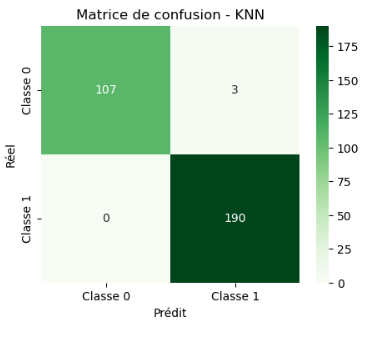 Matrice de confusion - KNN
Classe 0
Classe 1
Réel
107
3
0
190
Classe 0
Classe 1
Prédit
175
150
125
100
75
50
25
0